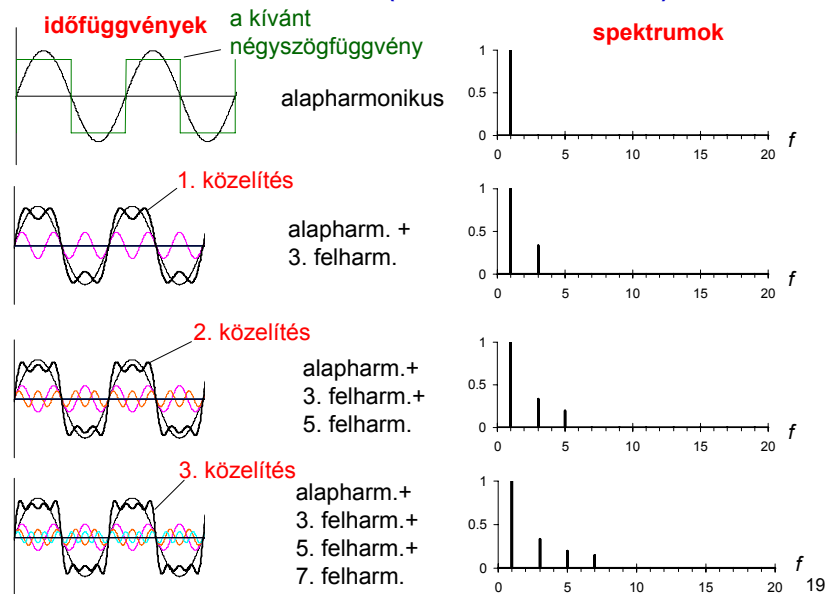 időfüggvények
a kívánt
négyszögfüggvény
spektrumok
alapharmonikus
1
0.5
0
0 5 10 15 20
f
1. közelítés
alapharm. +
3. felharm.
1
0.5
0
0 5 10 15 20
f
2. közelítés
alapharm.+
3. felharm.+
5. felharm.
1
0.5
0
0 5 10 15 20
f
3. közelítés
alapharm.+
3. felharm.+
5. felharm.+
7. felharm.
1
0.5
0
0 5 10 15 20
f
19